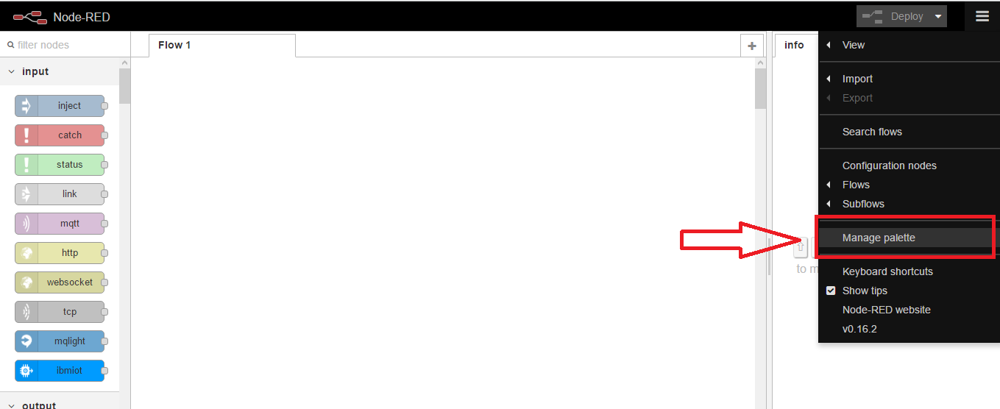 Node-RED
Deploy
filter nodes
Flow 1
info
input
inject
catch
status
link
mqtt
http
websocket
tcp
mqlight
ibmiot
output
View
Import
Export
Search flows
Configuration nodes
Flows
Subflows
Manage palette
to m
Keyboard shortcuts
Show tips
Node-RED website
v0.16.2